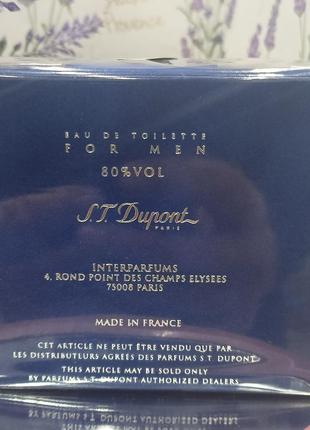 Provence
EAU DE TOILETTE
FOR MEN
80%VOL
S.T. Dupont
PARIS
INTERPARFUMS
4, ROND POINT DES CHAMPS ELYSEES
75008 PARIS
MADE IN FRANCE
CET ARTICLE NE PEUT ÊTRE VENDU QUE PAR
LES DISTRIBUTEURS AGRÉES DES PARFUMS S.T. DUPONT
THIS ARTICLE MAY BE SOLD ONLY
BY PARFUMS S.T. DUPONT AUTHORIZED DEALERS.